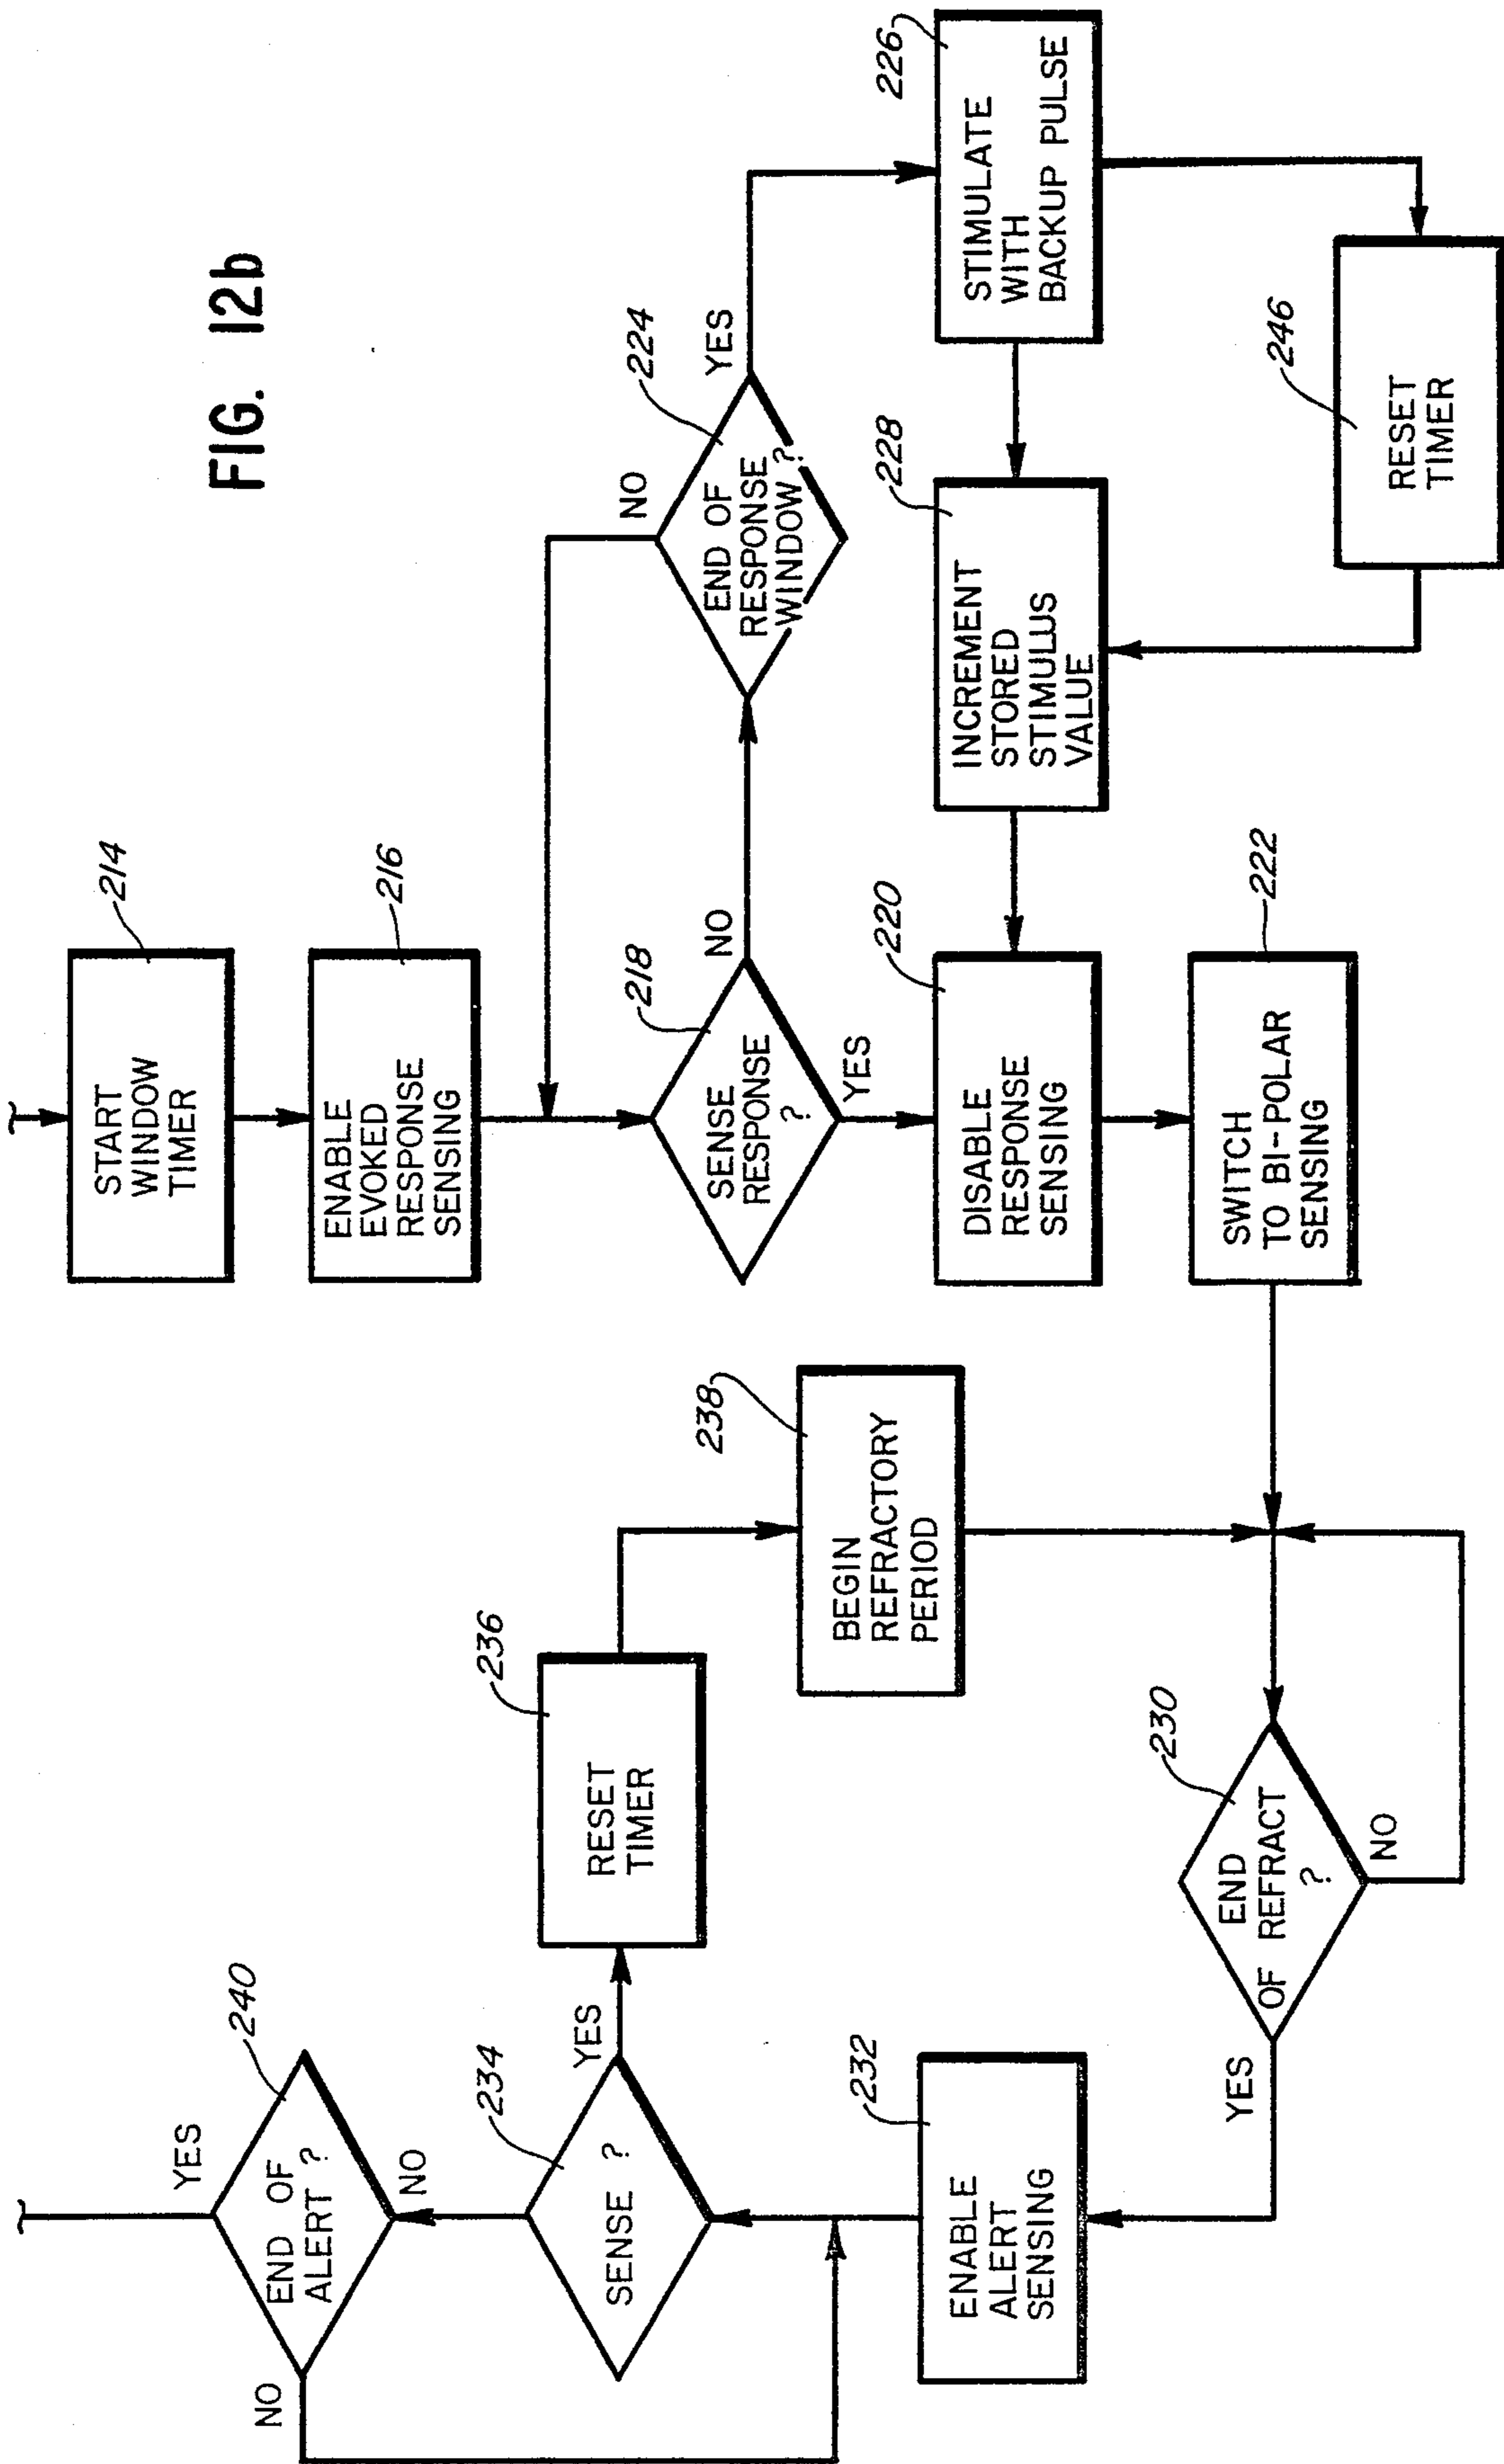 FIG. 12b
214
START
WINDOW
TIMER
216
ENABLE
EVOKED
RESPONSE
SENSING
218
SENSE
RESPONSE
?
NO
YES
224
END OF
RESPONSE
WINDOW ?
NO
YES
226
STIMULATE
WITH
BACKUP PULSE
246
RESET
TIMER
228
INCREMENT
STORED
STIMULUS
VALUE
220
DISABLE
RESPONSE
SENSING
222
SWITCH
TO BI-POLAR
SENSING
230
END
OF REFRACT
?
NO
YES
232
ENABLE
ALERT
SENSING
234
SENSE ?
YES
NO
236
RESET
TIMER
238
BEGIN
REFRACTORY
PERIOD
240
END OF
ALERT ?
YES
NO